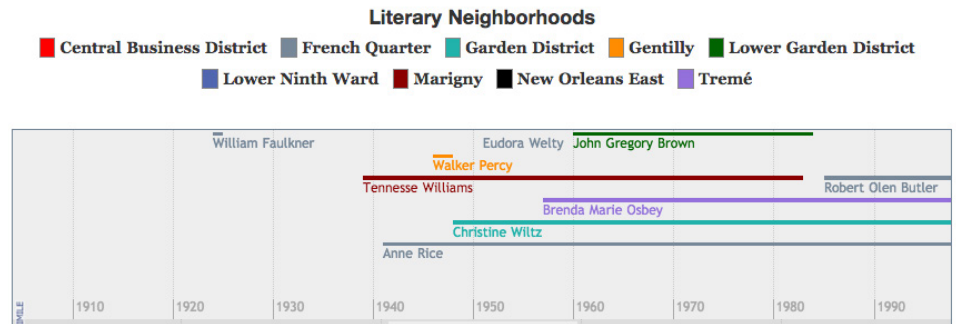 Literary Neighborhoods
Central Business District French Quarter Garden District Gentilly Lower Garden District
Lower Ninth Ward Marigny New Orleans East Tremé
William Faulkner Eudora Welty John Gregory Brown
Walker Percy
Tennesse Williams Robert Olen Butler
Brenda Marie Osbey
Christine Wiltz
Anne Rice
1910 1920 1930 1940 1950 1960 1970 1980 1990